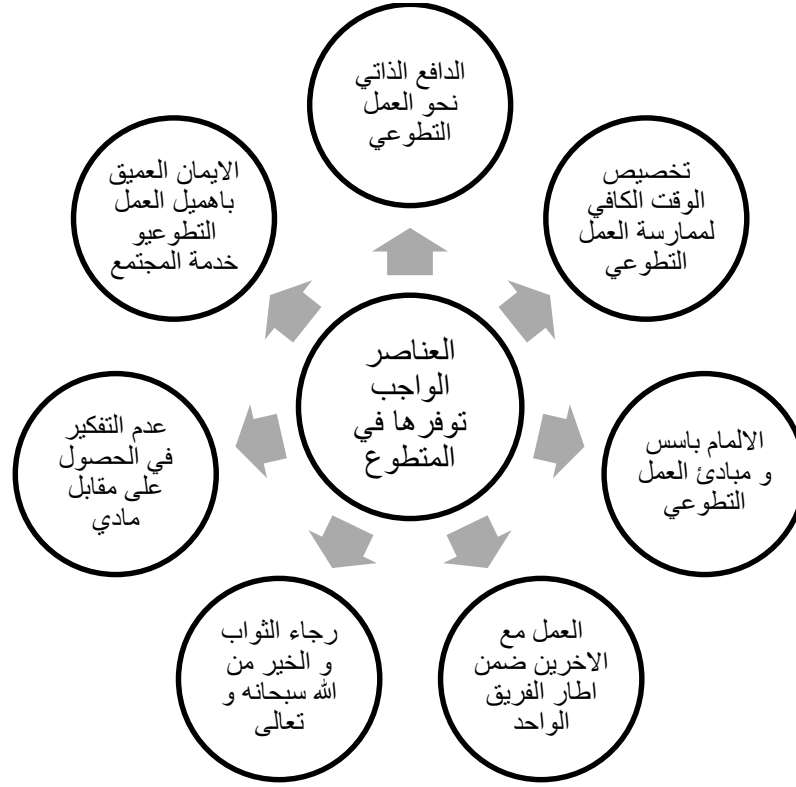 الدافع الذاتي
نحو العمل
التطوعي
تخصيص
الوقت الكافي
لممارسة العمل
التطوعي
الالمام باسس
و مبادئ العمل
التطوعي
العمل مع
الاخرين ضمن
اطار الفريق
الواحد
رجاء الثواب
و الخير من
الله سبحانه و
تعالى
عدم التفكير
في الحصول
على مقابل
مادي
الايمان العميق
باهميل العمل
التطوعيو
خدمة المجتمع
العناصر
الواجب
توفرها في
المتطوع